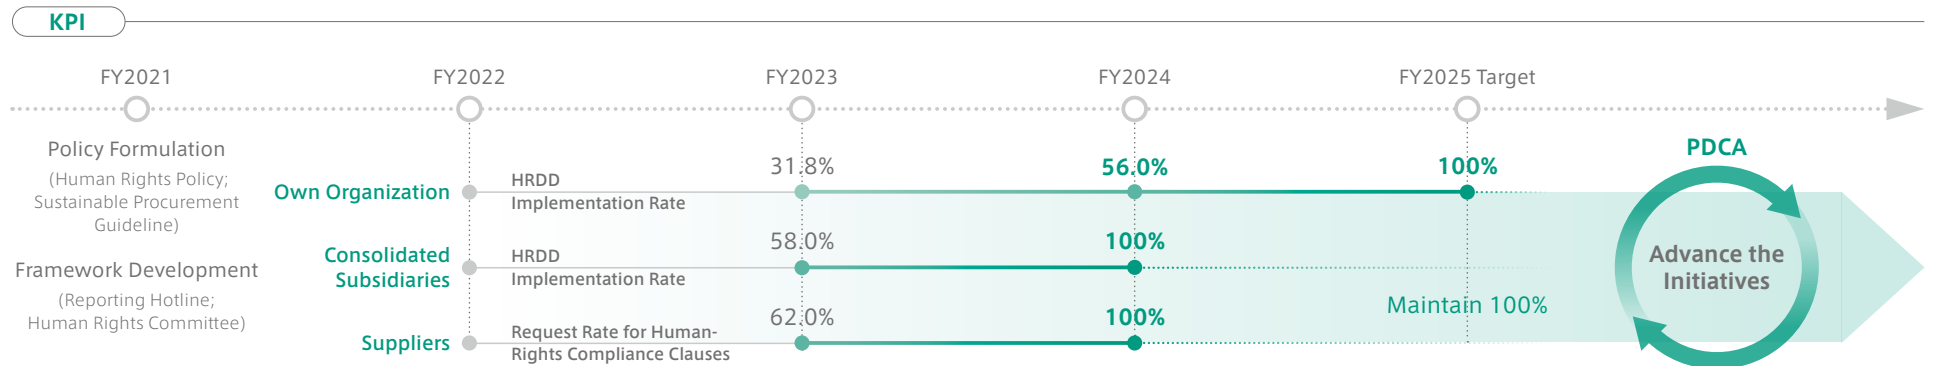 KPI
FY2021
FY2022
FY2023
FY2024
FY2025 Target
Policy Formulation
(Human Rights Policy;
Sustainable Procurement
Guideline)
Framework Development
(Reporting Hotline;
Human Rights Committee)
Own Organization
HRDD
Implementation Rate
31.8%
56.0%
100%
Consolidated
Subsidiaries
HRDD
Implementation Rate
58.0%
100%
Suppliers
Request Rate for Human-
Rights Compliance Clauses
62.0%
100%
Maintain 100%
PDCA
Advance the
Initiatives